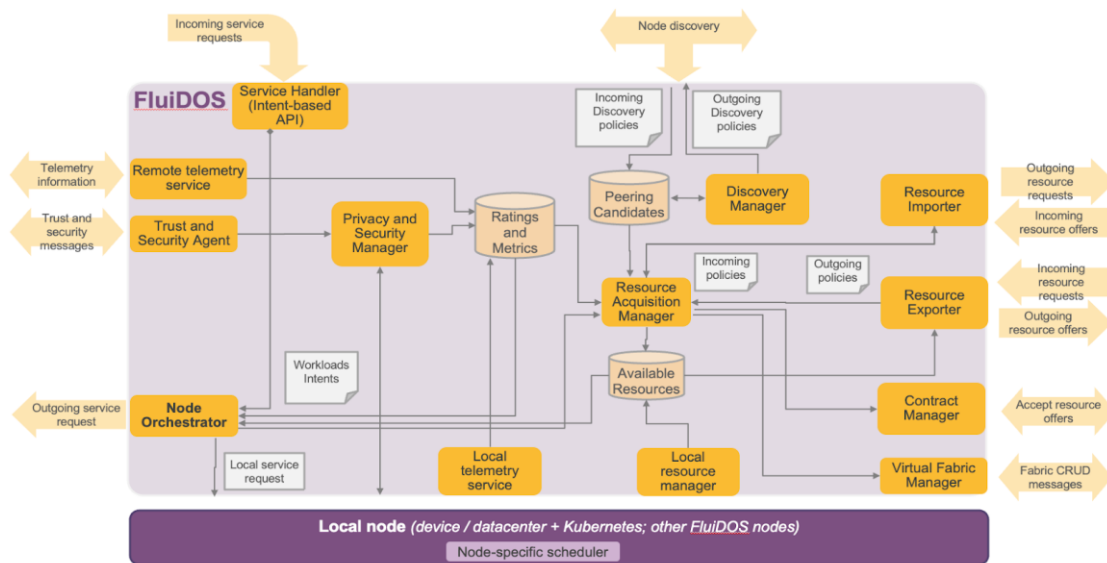 Incoming service
requests
Node discovery
FluiDOS
Service Handler
(Intent-based
API)
Incoming
Discovery
policies
Outgoing
Discovery
policies
Telemetry
information
Remote telemetry
service
Trust and
security
messages
Trust and
Security Agent
Privacy and
Security
Manager
Ratings
and
Metrics
Peering
Candidates
Discovery
Manager
Resource
Importer
Outgoing
resource
requests
Incoming
resource offers
Incoming
policies
Outgoing
policies
Resource
Acquisition
Manager
Resource
Exporter
Incoming
resource
requests
Outgoing
resource offers
Workloads
Intents
Available
Resources
Outgoing service
request
Node
Orchestrator
Contract
Manager
Accept resource
offers
Local service
request
Local
telemetry
service
Local
resource
manager
Virtual Fabric
Manager
Fabric CRUD
messages
Local node (device / datacenter + Kubernetes; other FluiDOS nodes)
Node-specific scheduler